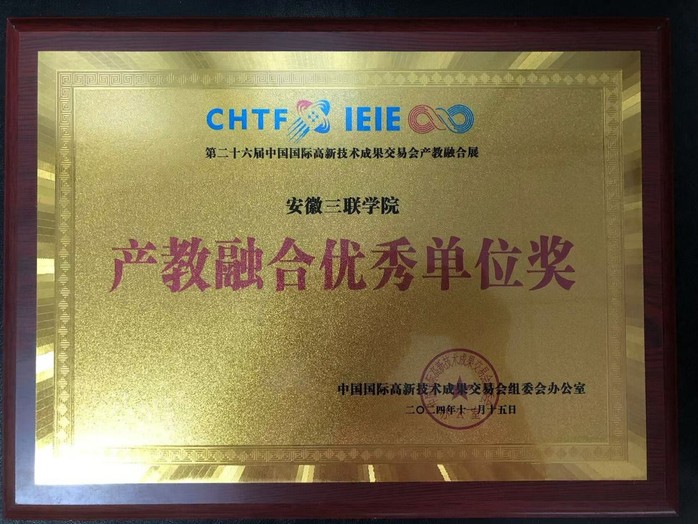 CHTF IEIE
第二十六届中国国际高新技术成果交易会产教融合展
安徽三联学院
产教融合优秀单位奖
中国国际高新技术成果交易会组委会办公室
二〇二四年十一月十五日